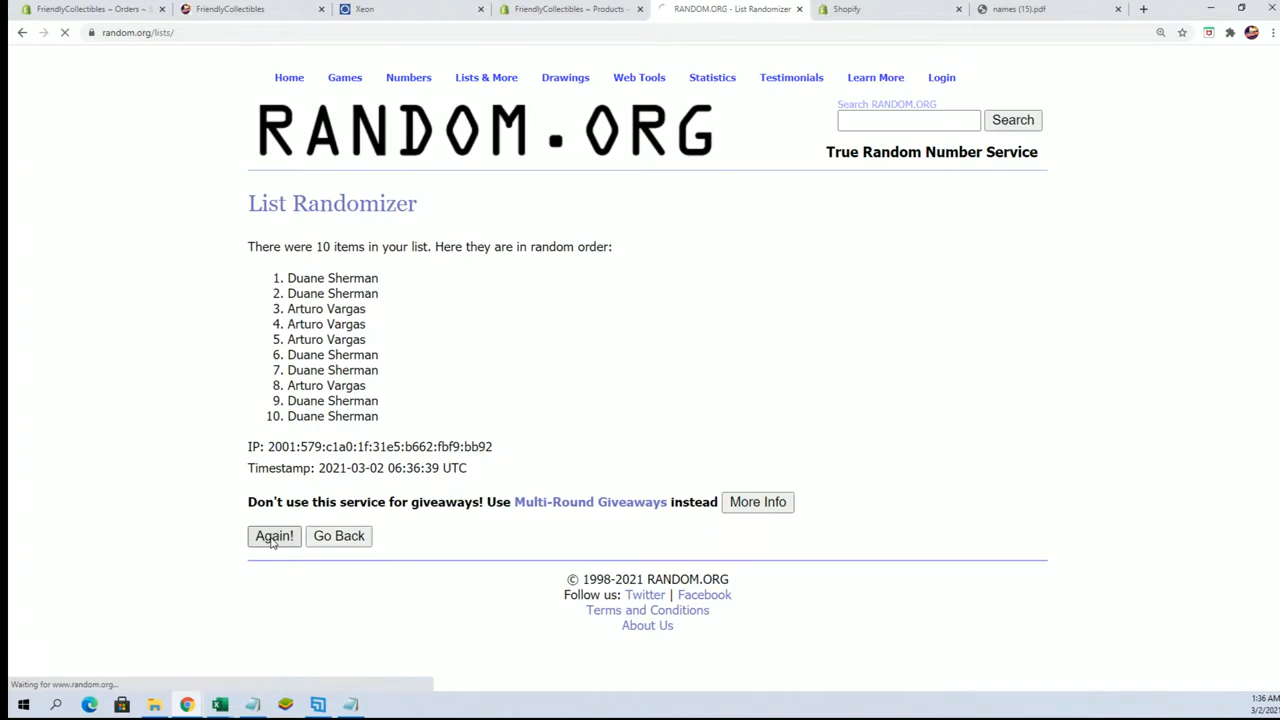 FriendlyCollectibles ~ Orders ~ S
FriendlyCollectibles
Xeon
FriendlyCollectibles ~ Products ~
RANDOM.ORG - List Randomizer
Shopify
names (15).pdf
random.org/lists/
Home Games Numbers Lists & More Drawings Web Tools Statistics Testimonials Learn More Login
RANDOM.ORG
Search RANDOM.ORG
Search
True Random Number Service
List Randomizer
There were 10 items in your list. Here they are in random order:
1. Duane Sherman
2. Duane Sherman
3. Arturo Vargas
4. Arturo Vargas
5. Arturo Vargas
6. Duane Sherman
7. Duane Sherman
8. Arturo Vargas
9. Duane Sherman
10. Duane Sherman
IP: 2001:579:c1a0:1f:31e5:b662:fbf9:bb92
Timestamp: 2021-03-02 06:36:39 UTC
Don't use this service for giveaways! Use Multi-Round Giveaways instead More Info
Again! Go Back
© 1998-2021 RANDOM.ORG
Follow us: Twitter | Facebook
Terms and Conditions
About Us
Waiting for www.random.org...
1:36 AM
3/2/2021